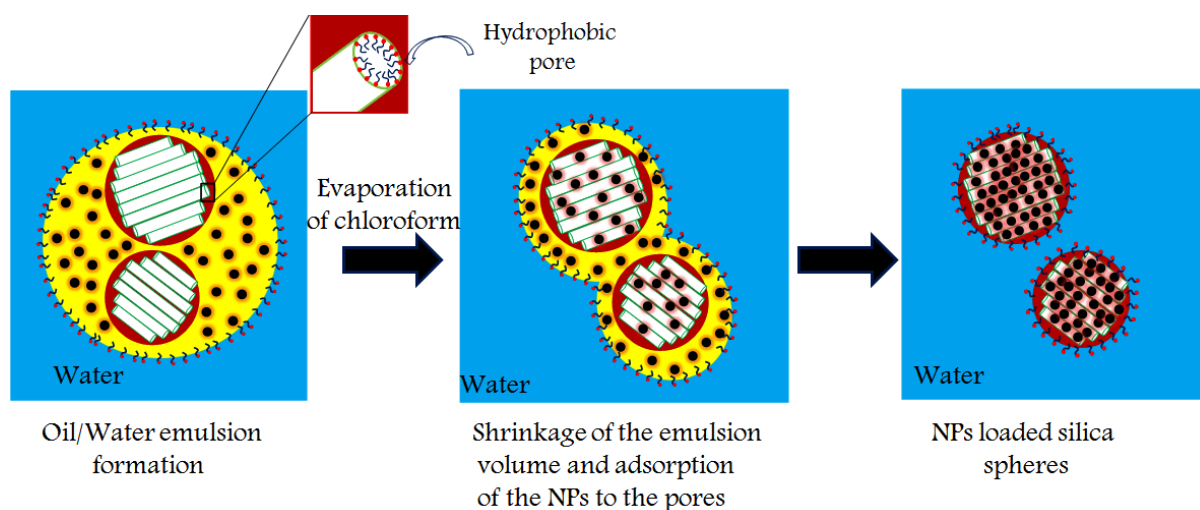 Hydrophobic
pore
Evaporation
of chloroform
Water
Water
Water
Oil/Water emulsion
formation
Shrinkage of the emulsion
volume and adsorption
of the NPs to the pores
NPs loaded silica
spheres